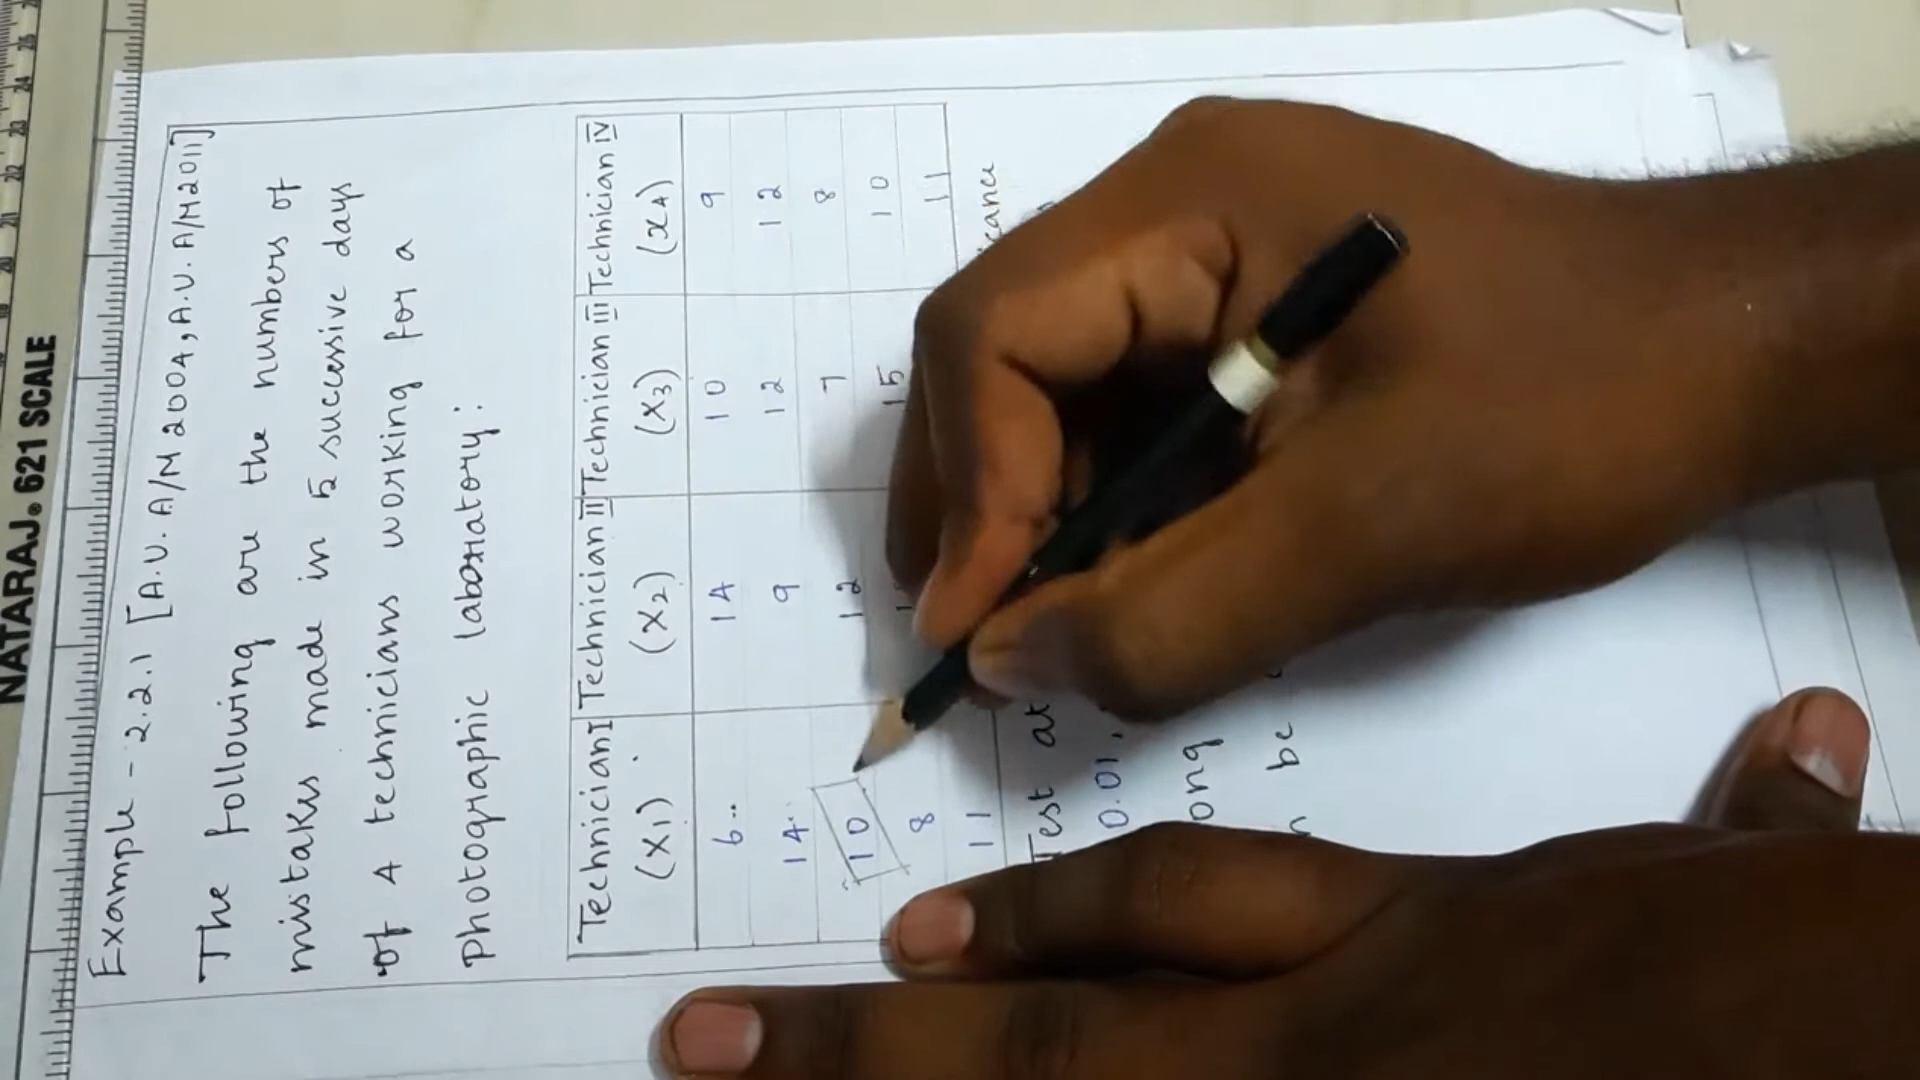 NATARAJ. 621 SCALE
Example - 2.2.1 [A.U. A/M 2004, A.U. A/M 2011]
The following are the numbers of
mistakes made in 5 successive days
of 4 technicians working for a
photographic laboratory:
Technician I Technician II Technician III Technician IV
(X1) (X2) (X3) (X4)
6 14 10 9
14 9 12 12
10 12 7 8
8 15 10
11 11
Test at
0.01,
be